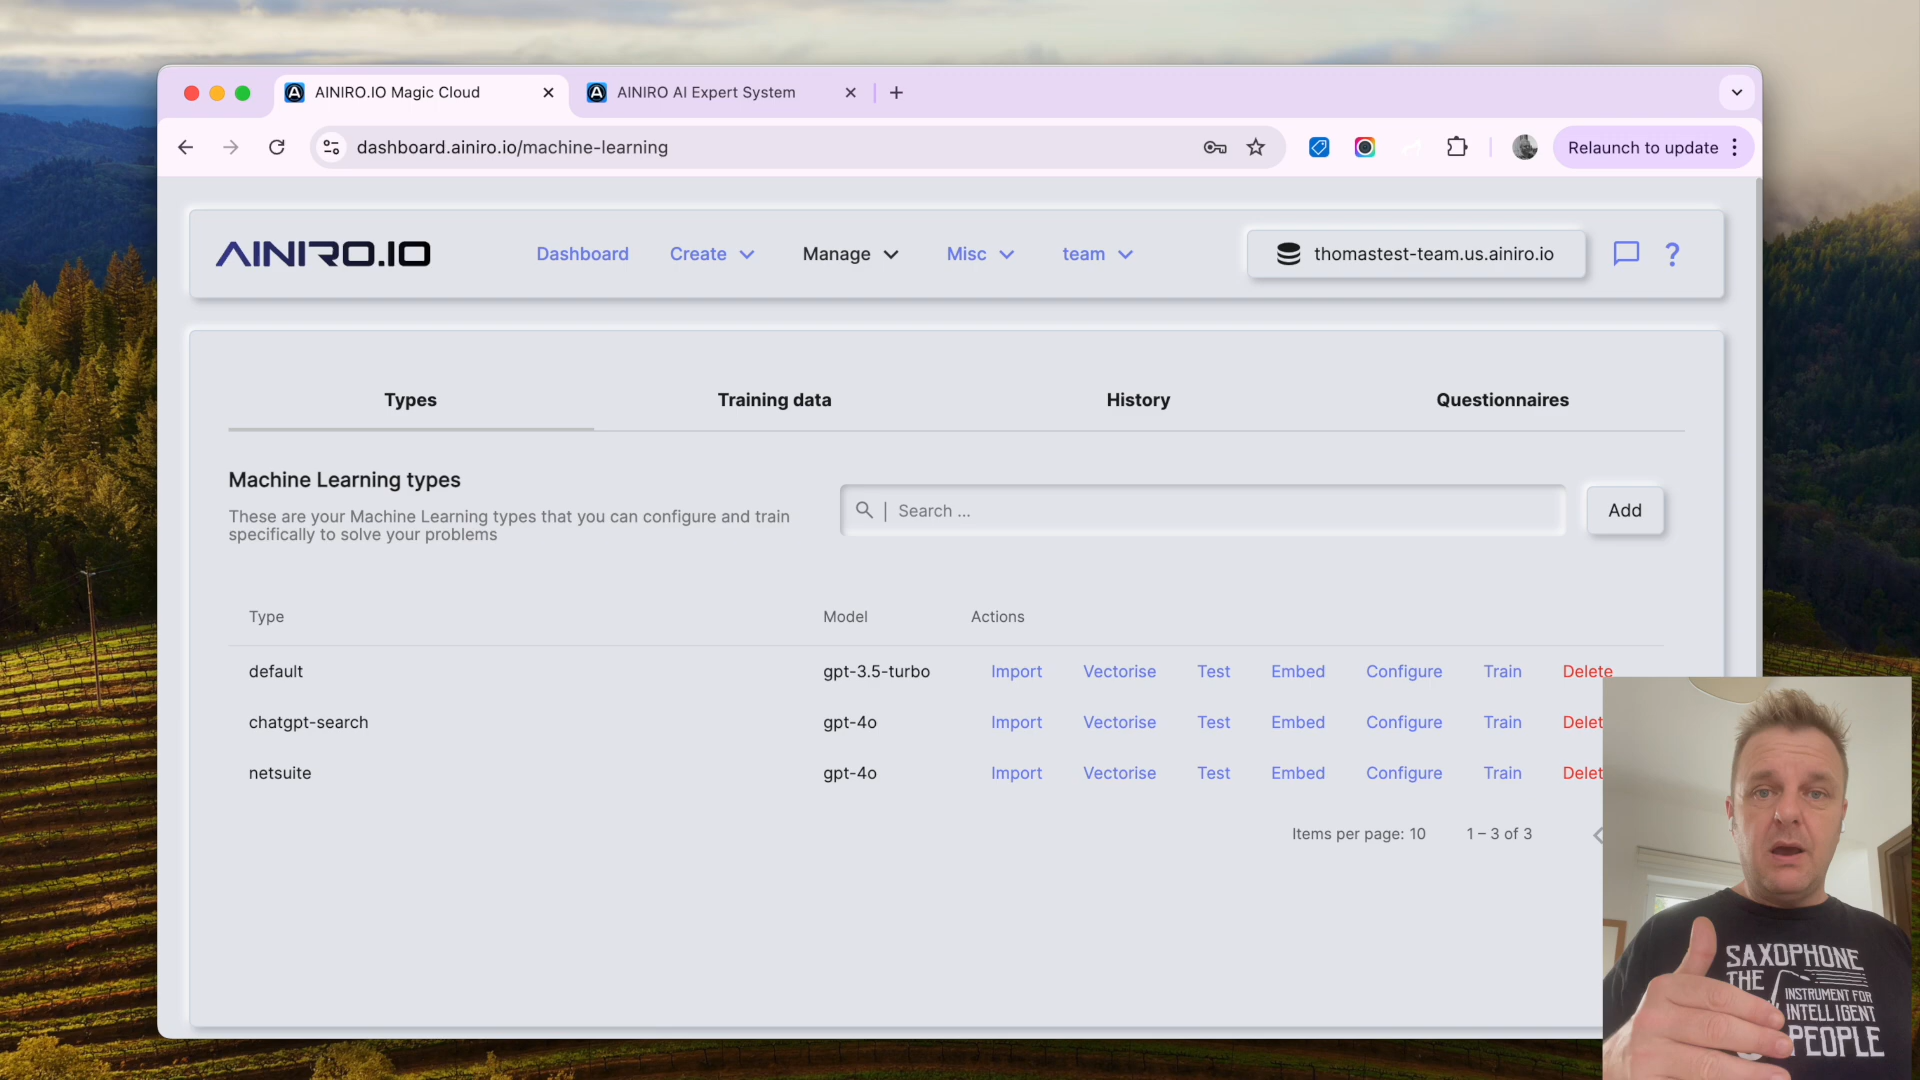 AINIRO.IO Magic Cloud
AINIRO AI Expert System
dashboard.ainiro.io/machine-learning
Relaunch to update
AINIRO.IO
Dashboard Create Manage Misc team
thomastest-team.us.ainiro.io
?
Types Training data History Questionnaires
Machine Learning types
These are your Machine Learning types that you can configure and train
specifically to solve your problems
Search ...
Add
Type Model Actions
default gpt-3.5-turbo Import Vectorise Test Embed Configure Train Delete
chatgpt-search gpt-4o Import Vectorise Test Embed Configure Train Delet
netsuite gpt-4o Import Vectorise Test Embed Configure Train Delet
Items per page: 10 1 – 3 of 3
SAXOPHONE
THE
INSTRUMENT FOR
INTELLIGENT
PEOPLE